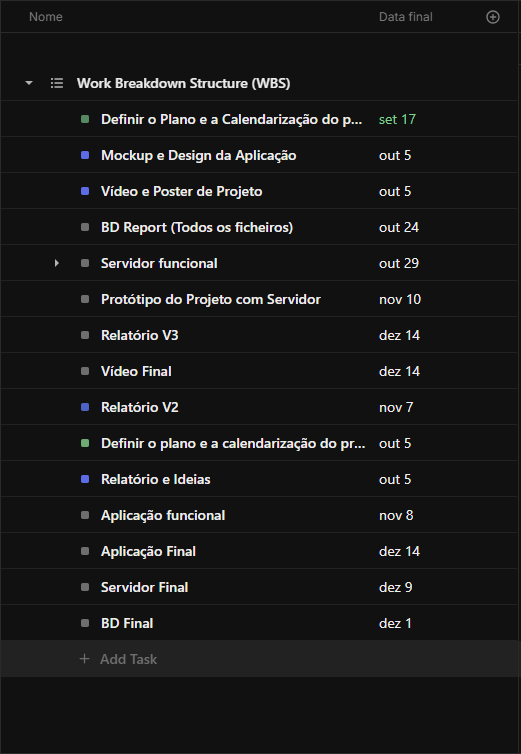 Nome Data final
Work Breakdown Structure (WBS)
Definir o Plano e a Calendarização do p... set 17
Mockup e Design da Aplicação out 5
Vídeo e Poster de Projeto out 5
BD Report (Todos os ficheiros) out 24
Servidor funcional out 29
Protótipo do Projeto com Servidor nov 10
Relatório V3 dez 14
Vídeo Final dez 14
Relatório V2 nov 7
Definir o plano e a calendarização do pr... out 5
Relatório e Ideias out 5
Aplicação funcional nov 8
Aplicação Final dez 14
Servidor Final dez 9
BD Final dez 1
+ Add Task